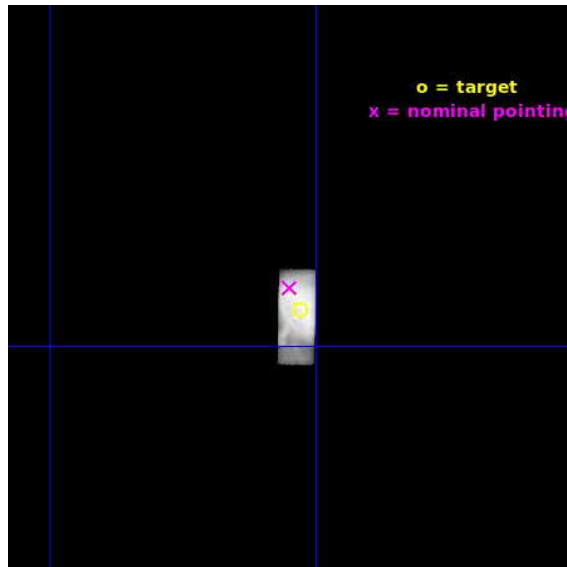 o = target
x = nominal pointing